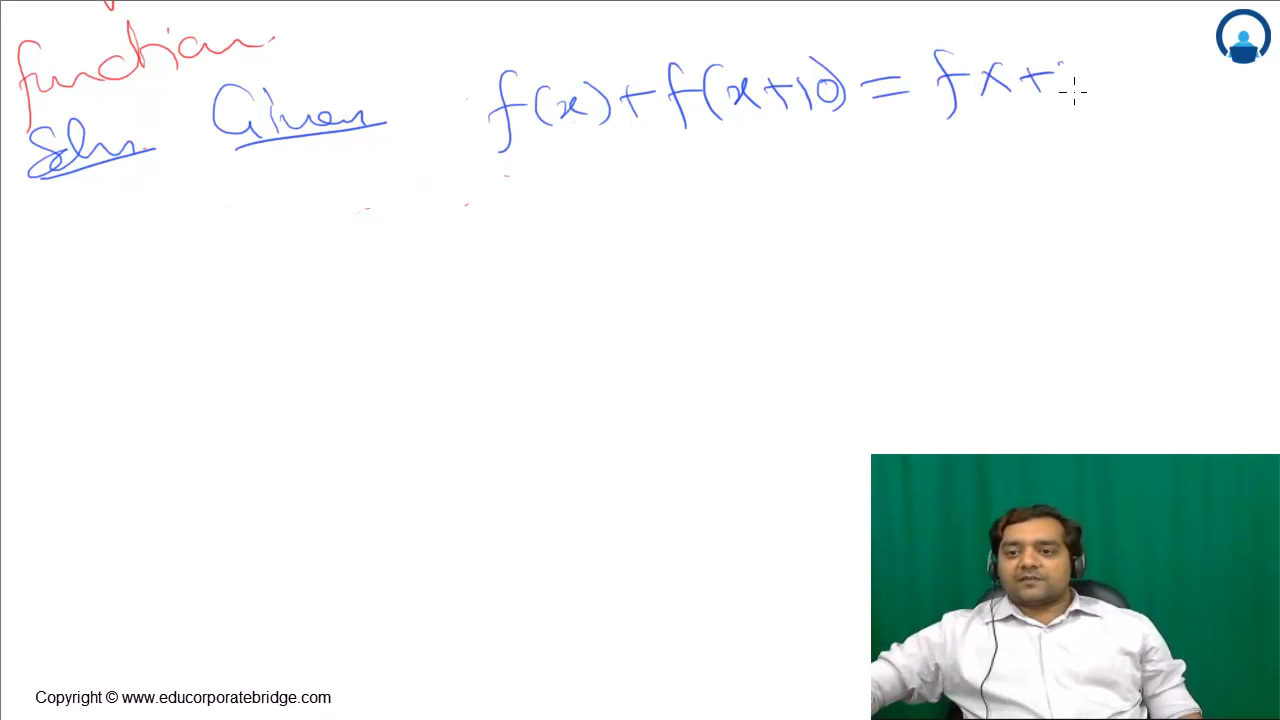 function.
Soln. Given f(x) + f(x+10) = f x +
Copyright © www.educorporatebridge.com